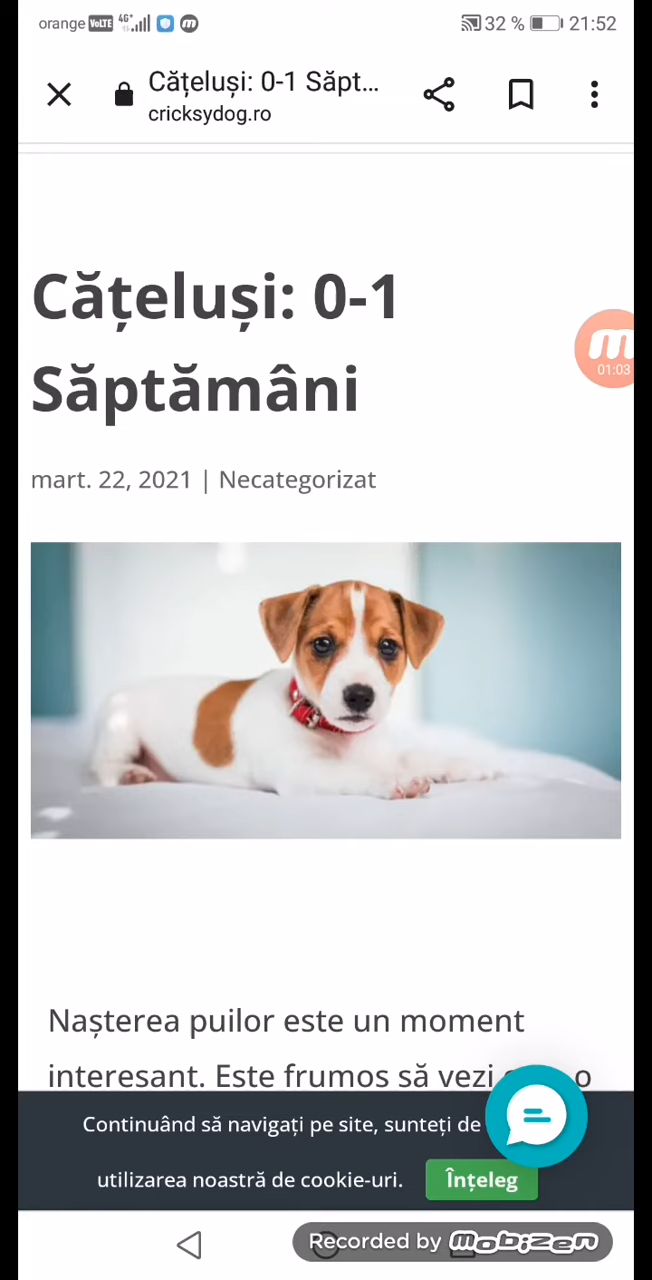 orange VoLTE 4G+ 32 % 21:52
Cățeluși: 0-1 Săpt...
cricksydog.ro
Cățeluși: 0-1
Săptămâni
01:03
mart. 22, 2021 | Necategorizat
Nașterea puilor este un moment
interesant. Este frumos să vezi o
Continuând să navigați pe site, sunteți de
utilizarea noastră de cookie-uri. Înțeleg
Recorded by mobizen